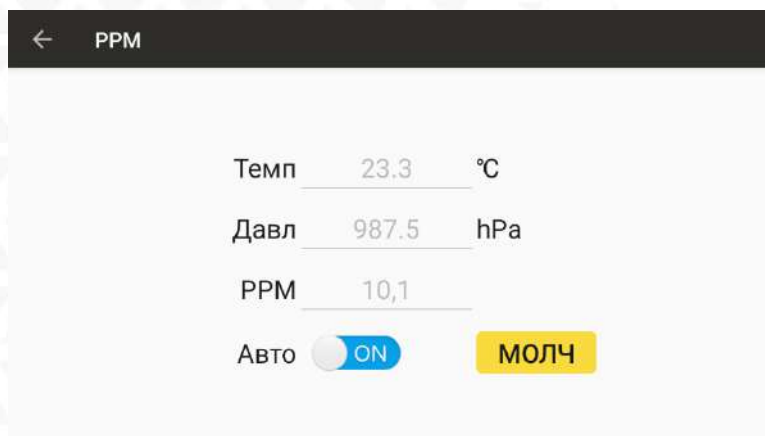 ← PPM
Темп 23.3 °C
Давл 987.5 hPa
PPM 10,1
Авто ON МОЛЧ